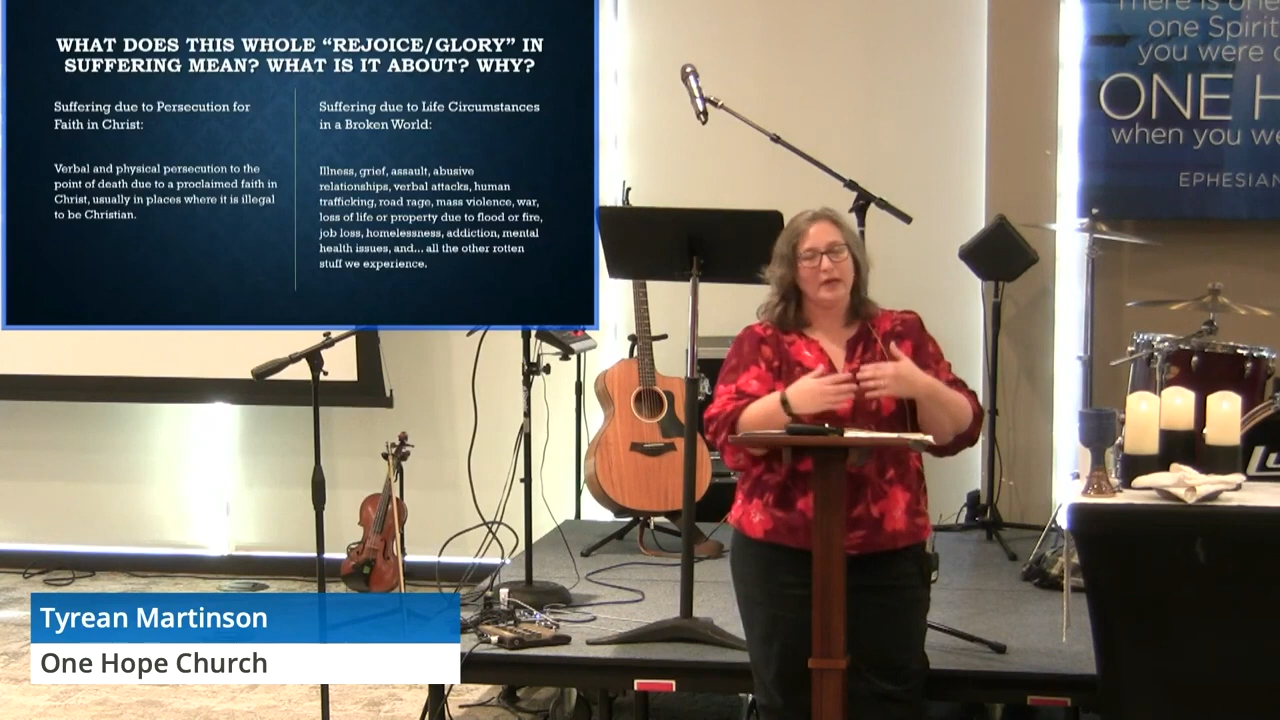 WHAT DOES THIS WHOLE “REJOICE/GLORY” IN
SUFFERING MEAN? WHAT IS IT ABOUT? WHY?
Suffering due to Persecution for
Faith in Christ:
Verbal and physical persecution to the
point of death due to a proclaimed faith in
Christ, usually in places where it is illegal
to be Christian.
Suffering due to Life Circumstances
in a Broken World:
Illness, grief, assault, abusive
relationships, verbal attacks, human
trafficking, road rage, mass violence, war,
loss of life or property due to flood or fire,
job loss, homelessness, addiction, mental
health issues, and... all the other rotten
stuff we experience.
There is one
one Spirit
you were
ONE H
when you we
EPHESIAN
Tyrean Martinson
One Hope Church